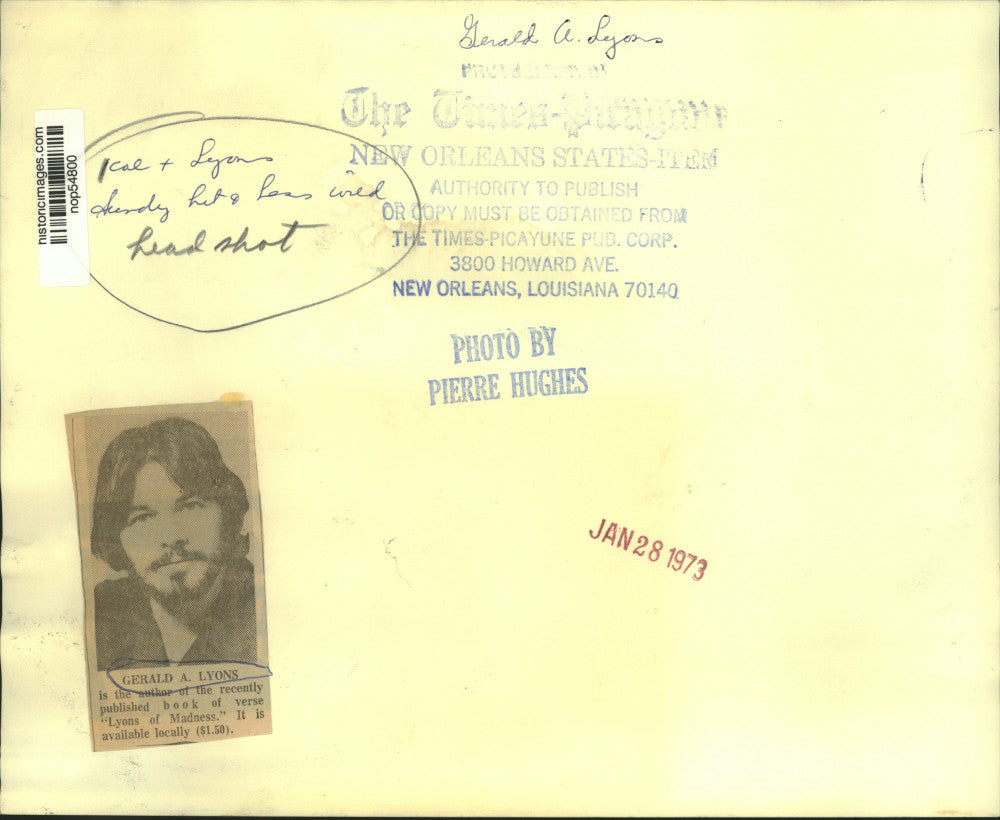 Gerald A. Lyons
The Times-Picayune
NEW ORLEANS STATES-ITEM
AUTHORITY TO PUBLISH
OR COPY MUST BE OBTAINED FROM
THE TIMES-PICAYUNE PUB. CORP.
3800 HOWARD AVE.
NEW ORLEANS, LOUISIANA 70140
historicimages.com
nop54800
1 col + Lyons
head shot
PHOTO BY
PIERRE HUGHES
JAN 28 1973
GERALD A. LYONS
is the author of the recently
published book of verse
"Lyons of Madness." It is
available locally ($1.50).